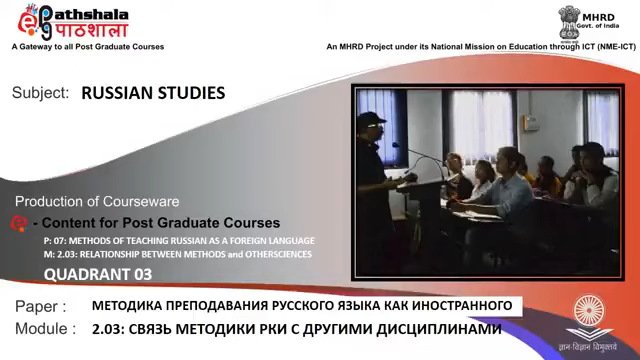 Pathshala
पाठशाला
A Gateway to all Post Graduate Courses
MHRD
Govt. of India
An MHRD Project under its National Mission on Education through ICT (NME-ICT)
Subject: RUSSIAN STUDIES
Production of Courseware
e - Content for Post Graduate Courses
P: 07: METHODS OF TEACHING RUSSIAN AS A FOREIGN LANGUAGE
M: 2.03: RELATIONSHIP BETWEEN METHODS and OTHERSCIENCES
QUADRANT 03
Paper : МЕТОДИКА ПРЕПОДАВАНИЯ РУССКОГО ЯЗЫКА КАК ИНОСТРАННОГО
Module : 2.03: СВЯЗЬ МЕТОДИКИ РКИ С ДРУГИМИ ДИСЦИПЛИНАМИ
ज्ञान-विज्ञान विमुक्तये